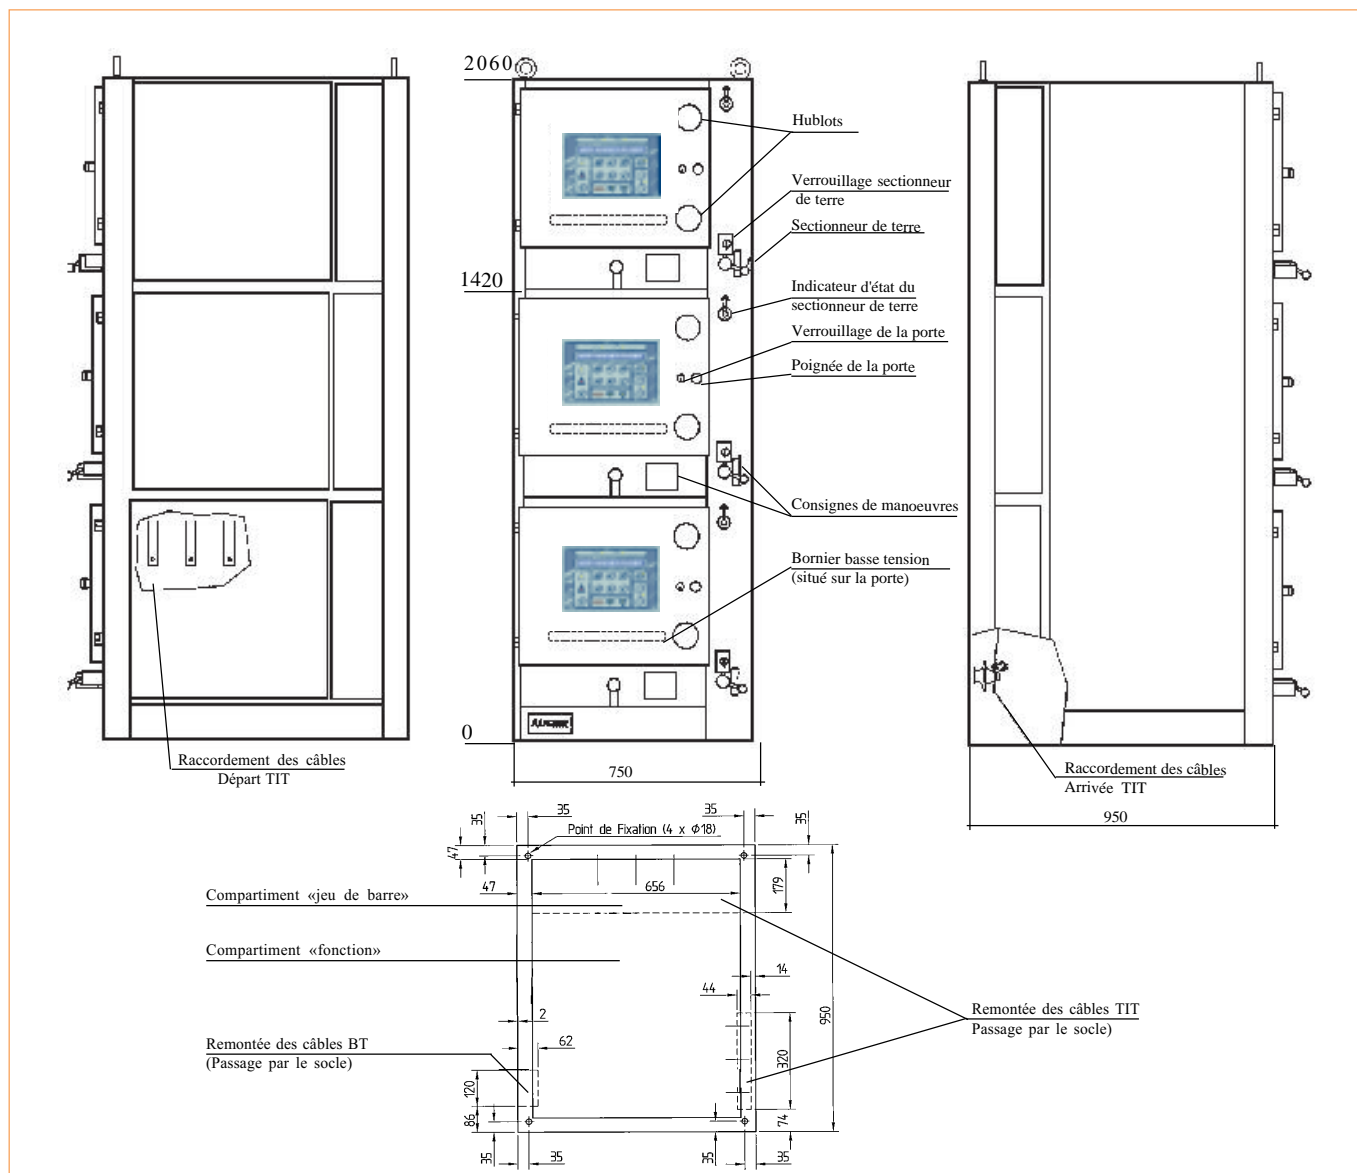 2060
Hublots
Verrouillage sectionneur
de terre
Sectionneur de terre
1420
Indicateur d'état du
sectionneur de terre
Verrouillage de la porte
Poignée de la porte
Consignes de manoeuvres
Bornier basse tension
(situé sur la porte)
0
Raccordement des câbles
Départ TIT
750
Raccordement des câbles
Arrivée TIT
950
35
35
35
35
Point de Fixation (4 x Φ18)
47
47
656
179
Compartiment «jeu de barre»
Compartiment «fonction»
14
44
950
Remontée des câbles TIT
Passage par le socle)
2
62
320
Remontée des câbles BT
(Passage par le socle)
120
86
74
35
35
35
35